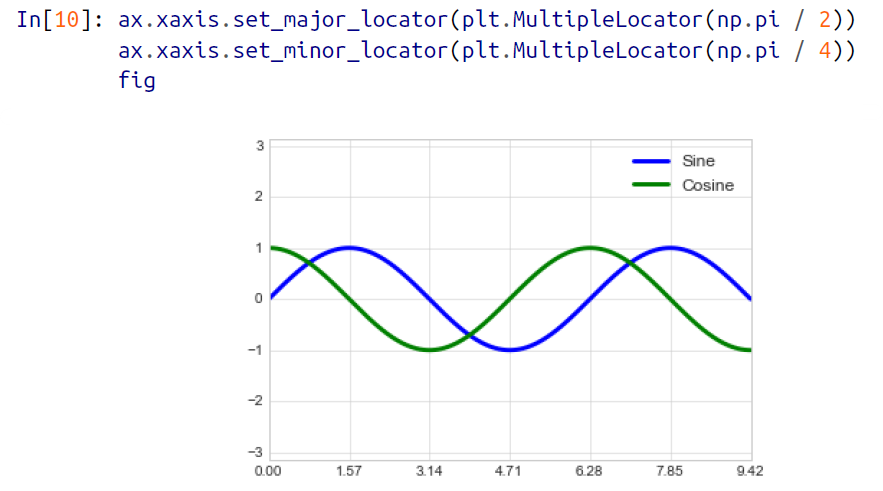 In[10]: ax.xaxis.set_major_locator(plt.MultipleLocator(np.pi / 2))
ax.xaxis.set_minor_locator(plt.MultipleLocator(np.pi / 4))
fig
3
Sine
Cosine
2
1
0
−1
−2
−3
0.00 1.57 3.14 4.71 6.28 7.85 9.42